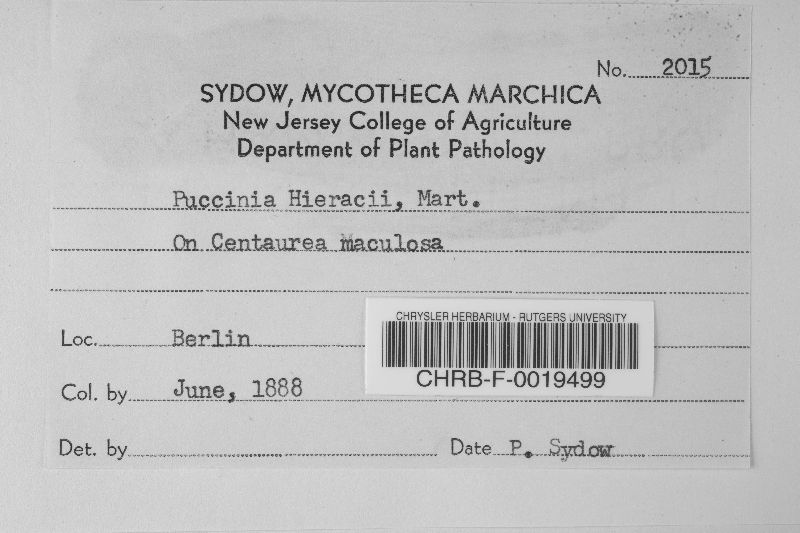 No. 2015
SYDOW, MYCOTHECA MARCHICA
New Jersey College of Agriculture
Department of Plant Pathology
Puccinia Hieracii, Mart.
On Centaurea maculosa
Loc. Berlin
CHRYSLER HERBARIUM - RUTGERS UNIVERSITY
CHRB-F-0019499
Col. by June, 1888
Det. by Date P. Sydow